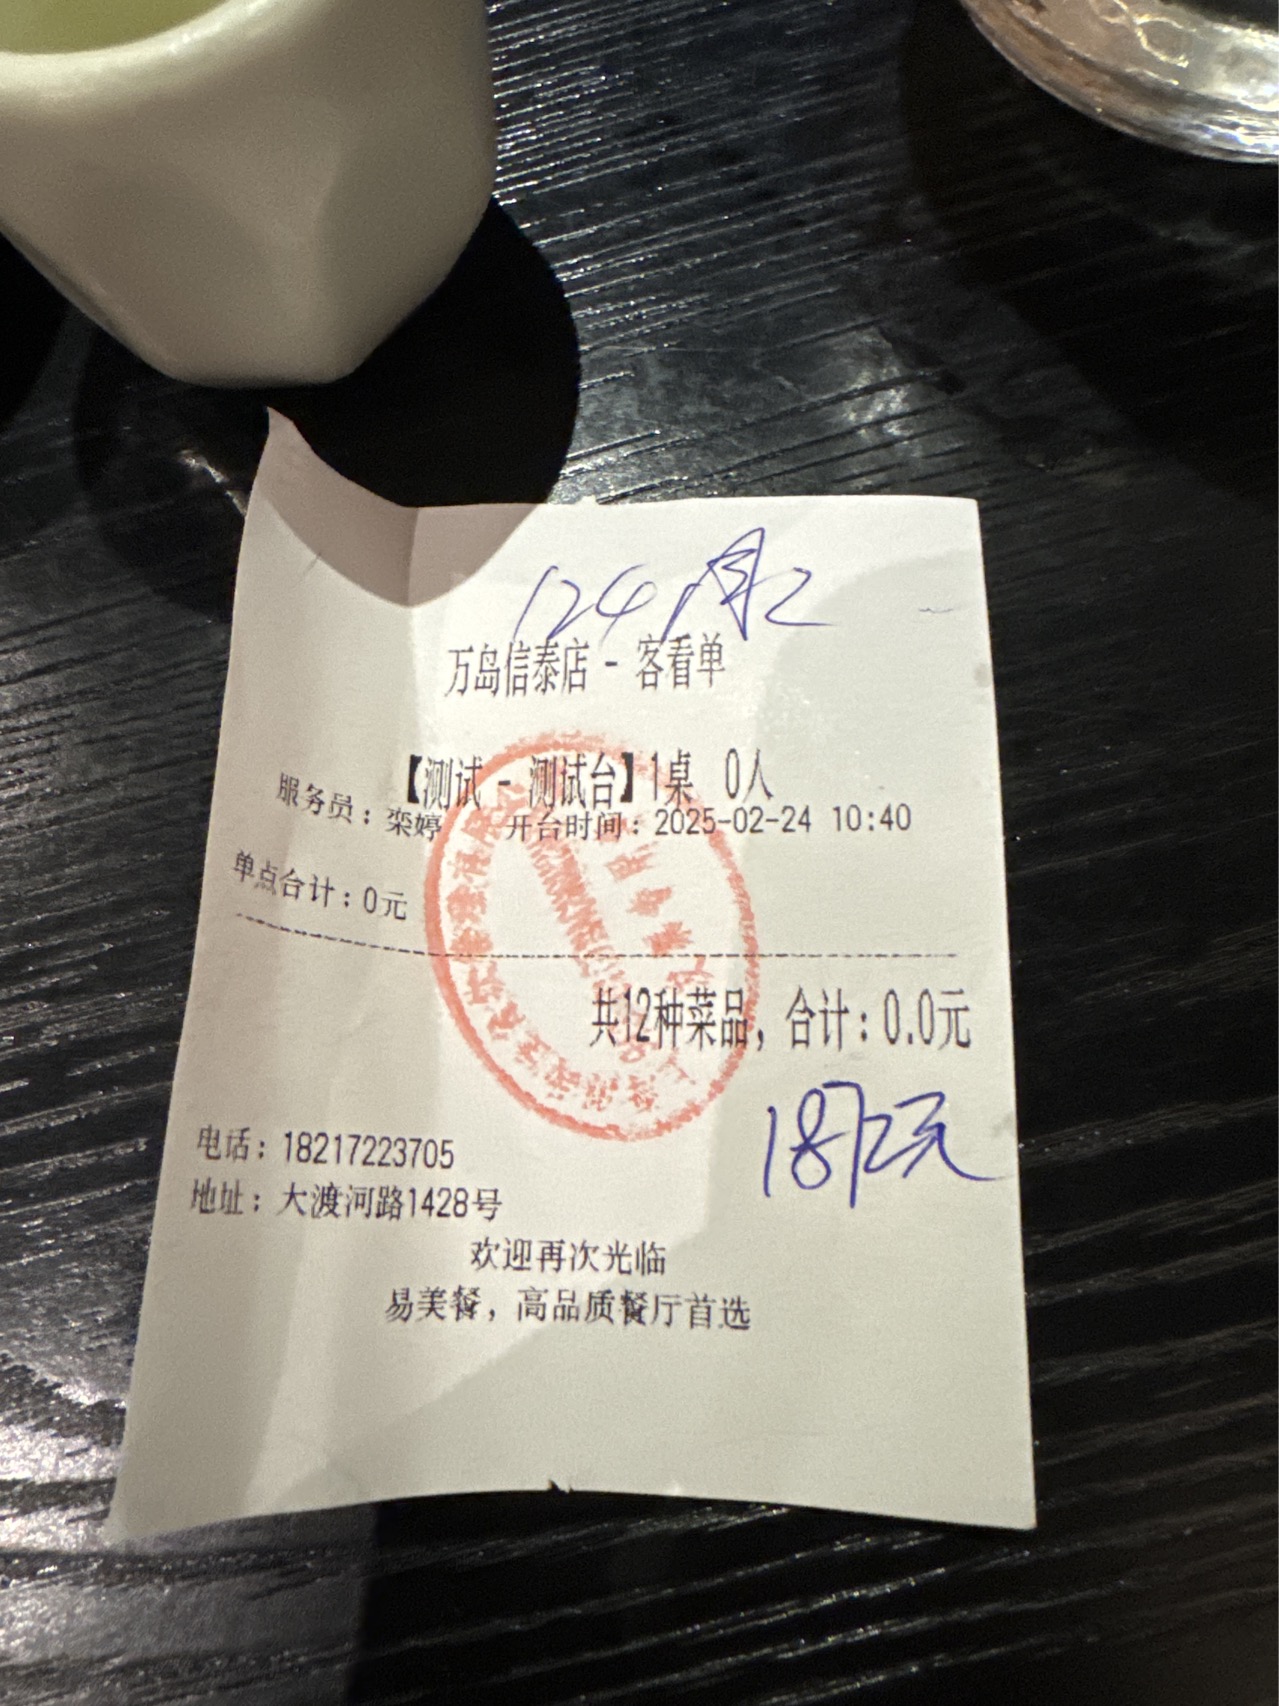 124
万岛信泰店 - 客看单
【测试 - 测试台】1桌 0人
服务员：栾婷 开台时间：2025-02-24 10:40
单点合计：0元
共12种菜品，合计：0.0元
1872元
电话：18217223705
地址：大渡河路1428号
欢迎再次光临
易美餐，高品质餐厅首选